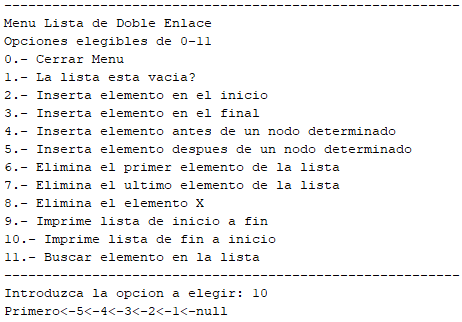 ----------------------------------------------------------
Menu Lista de Doble Enlace
Opciones elegibles de 0-11
0.- Cerrar Menu
1.- La lista esta vacia?
2.- Inserta elemento en el inicio
3.- Inserta elemento en el final
4.- Inserta elemento antes de un nodo determinado
5.- Inserta elemento despues de un nodo determinado
6.- Elimina el primer elemento de la lista
7.- Elimina el ultimo elemento de la lista
8.- Elimina el elemento X
9.- Imprime lista de inicio a fin
10.- Imprime lista de fin a inicio
11.- Buscar elemento en la lista
----------------------------------------------------------
Introduzca la opcion a elegir: 10
Primero<-5<-4<-3<-2<-1<-null